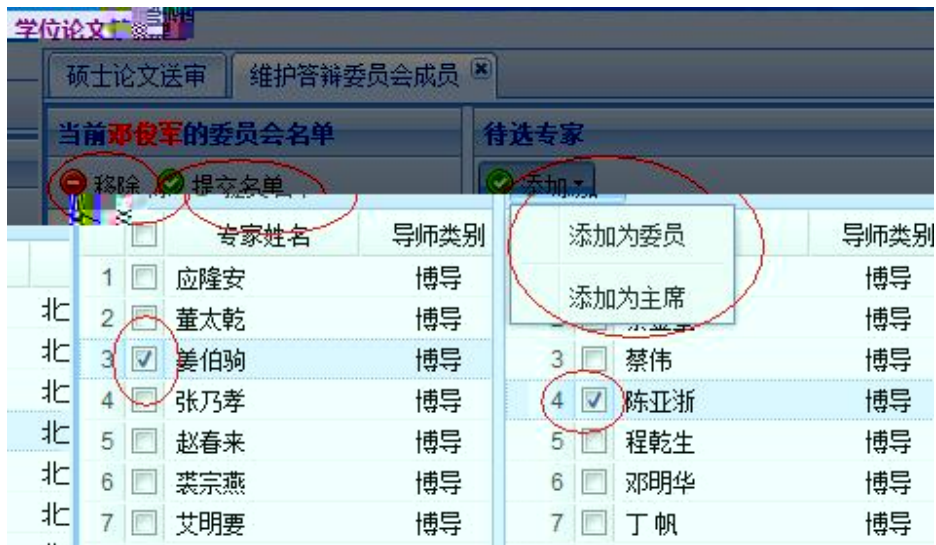 学位论文
硕士论文送审 维护答辩委员会成员
当前邓俊军的委员会名单 待选专家
移除 提交名单 添加
专家姓名 导师类别 添加为委员 导师类别
1 应隆安 博导 博导
添加为主席
北 2 董太乾 博导 博导
北 3 姜伯驹 博导 3 蔡伟 博导
北 4 张乃孝 博导 4 陈亚浙 博导
北 5 赵春来 博导 5 程乾生 博导
北 6 裘宗燕 博导 6 邓明华 博导
北 7 艾明要 博导 7 丁帆 博导